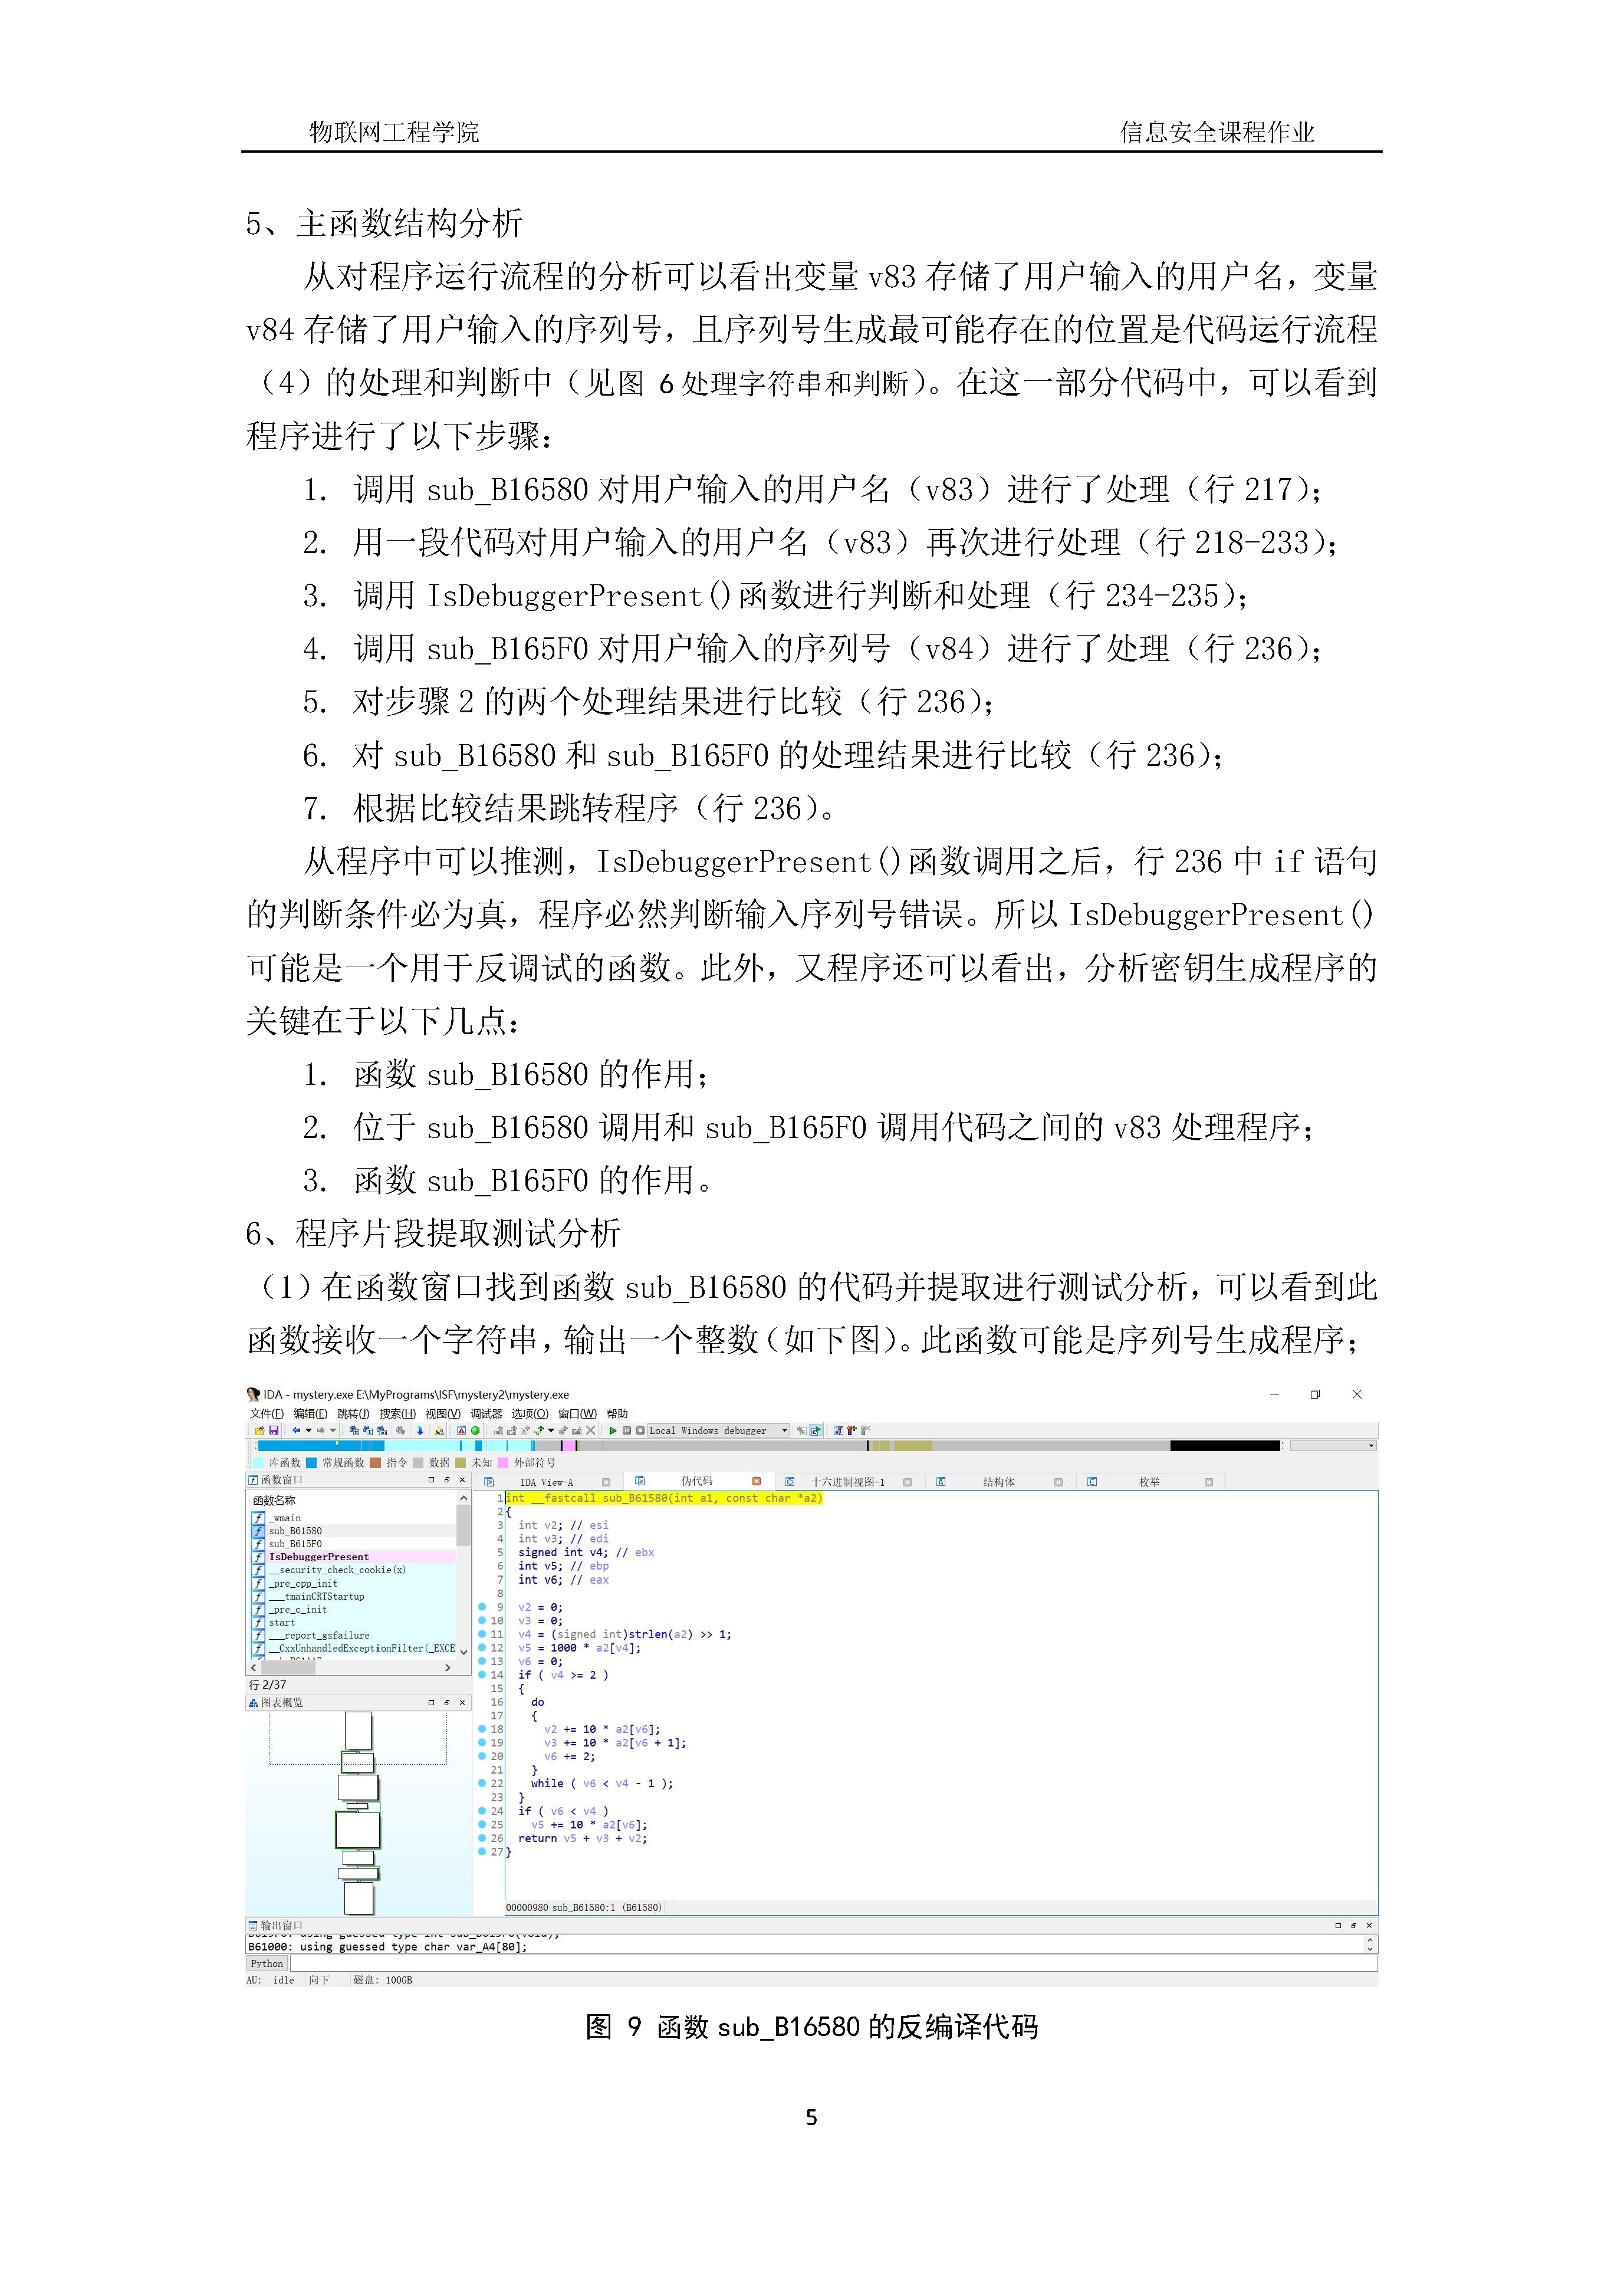 物联网工程学院 信息安全课程作业
5、主函数结构分析
从对程序运行流程的分析可以看出变量 v83 存储了用户输入的用户名，变量
v84 存储了用户输入的序列号，且序列号生成最可能存在的位置是代码运行流程
（4）的处理和判断中（见图 6 处理字符串和判断）。在这一部分代码中，可以看到
程序进行了以下步骤：
1. 调用 sub_B16580 对用户输入的用户名（v83）进行了处理（行 217）；
2. 用一段代码对用户输入的用户名（v83）再次进行处理（行 218-233）；
3. 调用 IsDebuggerPresent()函数进行判断和处理（行 234-235）；
4. 调用 sub_B165F0 对用户输入的序列号（v84）进行了处理（行 236）；
5. 对步骤 2 的两个处理结果进行比较（行 236）；
6. 对 sub_B16580 和 sub_B165F0 的处理结果进行比较（行 236）；
7. 根据比较结果跳转程序（行 236）。
从程序中可以推测，IsDebuggerPresent()函数调用之后，行 236 中 if 语句
的判断条件必为真，程序必然判断输入序列号错误。所以 IsDebuggerPresent()
可能是一个用于反调试的函数。此外，又程序还可以看出，分析密钥生成程序的
关键在于以下几点：
1. 函数 sub_B16580 的作用；
2. 位于 sub_B16580 调用和 sub_B165F0 调用代码之间的 v83 处理程序；
3. 函数 sub_B165F0 的作用。
6、程序片段提取测试分析
（1）在函数窗口找到函数 sub_B16580 的代码并提取进行测试分析，可以看到此
函数接收一个字符串，输出一个整数（如下图）。此函数可能是序列号生成程序；
IDA - mystery.exe E:\MyPrograms\ISF\mystery2\mystery.exe
文件(F) 编辑(E) 跳转(J) 搜索(H) 视图(V) 调试器 选项(O) 窗口(W) 帮助
Local Windows debugger
库函数 常规函数 指令 数据 未知 外部符号
函数窗口 IDA View-A 伪代码 十六进制视图-1 结构体 枚举
函数名称
_wmain
sub_B61580
sub_B615F0
IsDebuggerPresent
__security_check_cookie(x)
_pre_cpp_init
___tmainCRTStartup
_pre_c_init
start
___report_gsfailure
_CxxUnhandledExceptionFilter(_EXCE
行 2/37
图表概览
1 int __fastcall sub_B61580(int a1, const char *a2)
2 {
3 int v2; // esi
4 int v3; // edi
5 signed int v4; // ebx
6 int v5; // ebp
7 int v6; // eax
8
9 v2 = 0;
10 v3 = 0;
11 v4 = (signed int)strlen(a2) >> 1;
12 v5 = 1000 * a2[v4];
13 v6 = 0;
14 if ( v4 >= 2 )
15 {
16 do
17 {
18 v2 += 10 * a2[v6];
19 v3 += 10 * a2[v6 + 1];
20 v6 += 2;
21 }
22 while ( v6 < v4 - 1 );
23 }
24 if ( v6 < v4 )
25 v5 += 10 * a2[v6];
26 return v5 + v3 + v2;
27 }
00000980 sub_B61580:1 (B61580)
输出窗口
B61000: using guessed type char var_A4[80];
Python
AU: idle 向下 磁盘: 100GB
图 9 函数 sub_B16580 的反编译代码
5